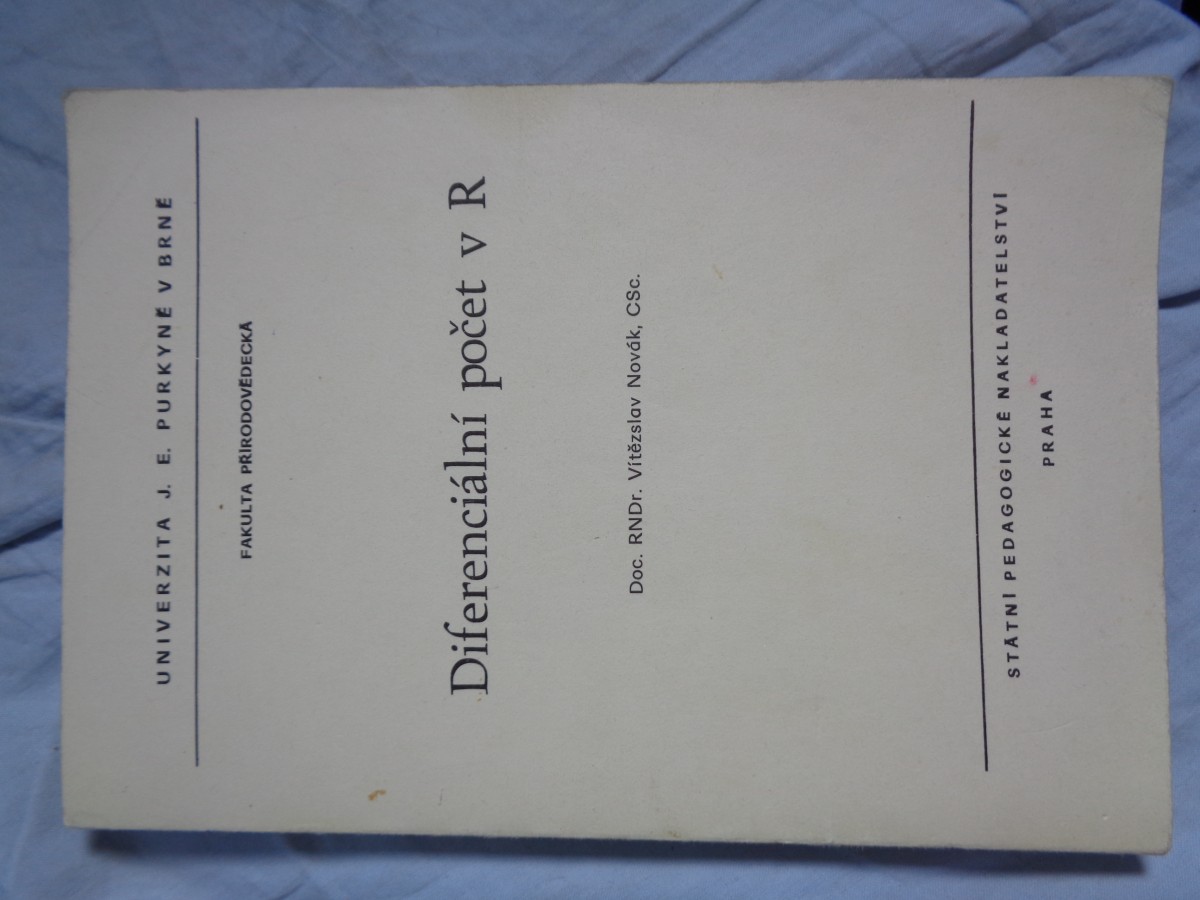 UNIVERZITA J. E. PURKYNĚ V BRNĚ
FAKULTA PŘÍRODOVĚDECKÁ
Diferenciální počet v R
Doc. RNDr. Vítězslav Novák, CSc.
STÁTNÍ PEDAGOGICKÉ NAKLADATELSTVÍ
PRAHA